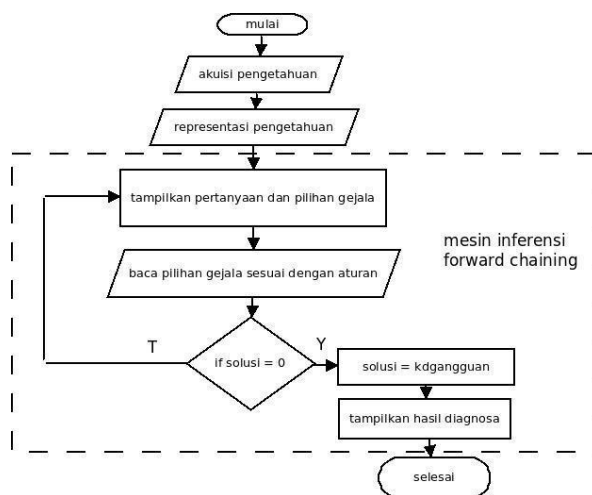 mulai
akuisi pengetahuan
representasi pengetahuan
tampilkan pertanyaan dan pilihan gejala
mesin inferensi
forward chaining
baca pilihan gejala sesuai dengan aturan
T
if solusi = 0
Y
solusi = kdgangguan
tampilkan hasil diagnosa
selesai